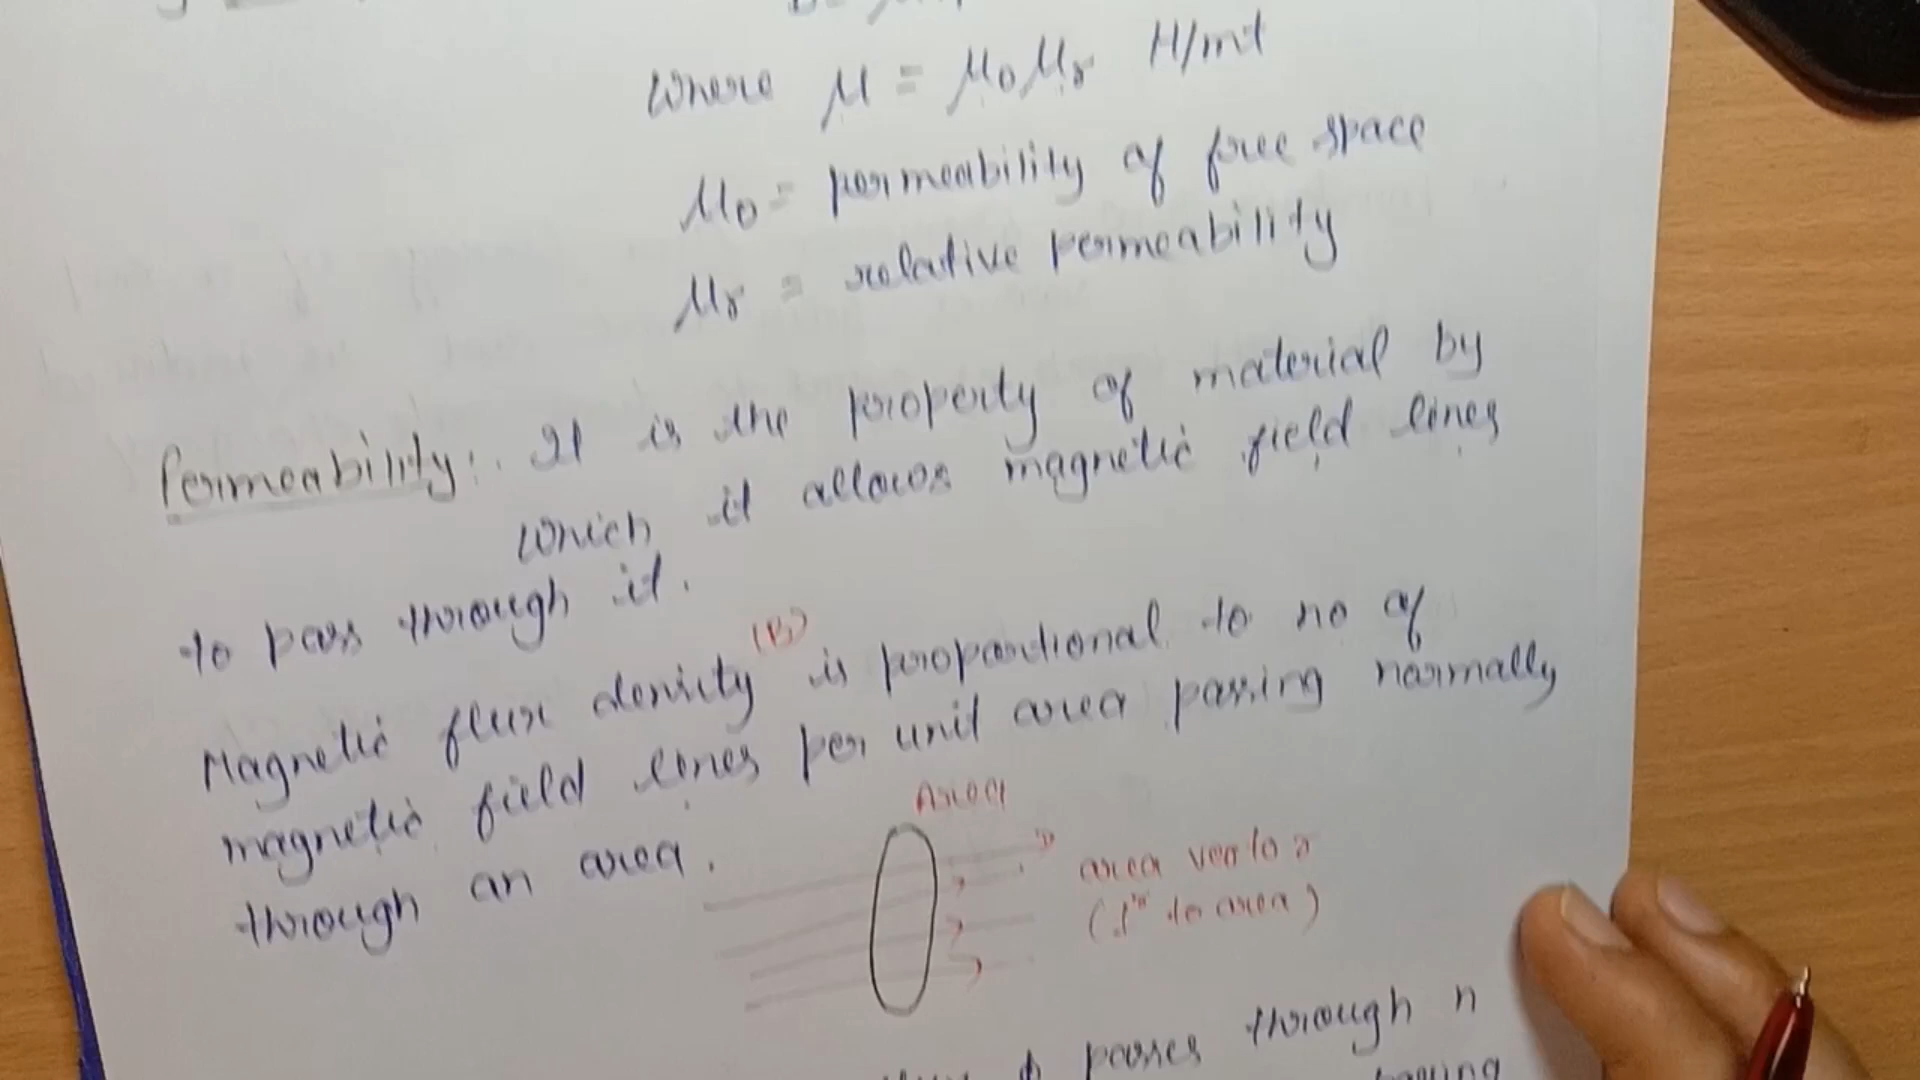 Where μ = μ0μr H/mt
μ0 = permeability of free space
μr = relative permeability
Permeability:. It is the property of material by
which it allows magnetic field lines
to pass through it.
Magnetic flux density (B) is proportional to no of
magnetic field lines per unit area passing normally
through an area.
Area
area vector
(⊥r to area)
passes through n
having